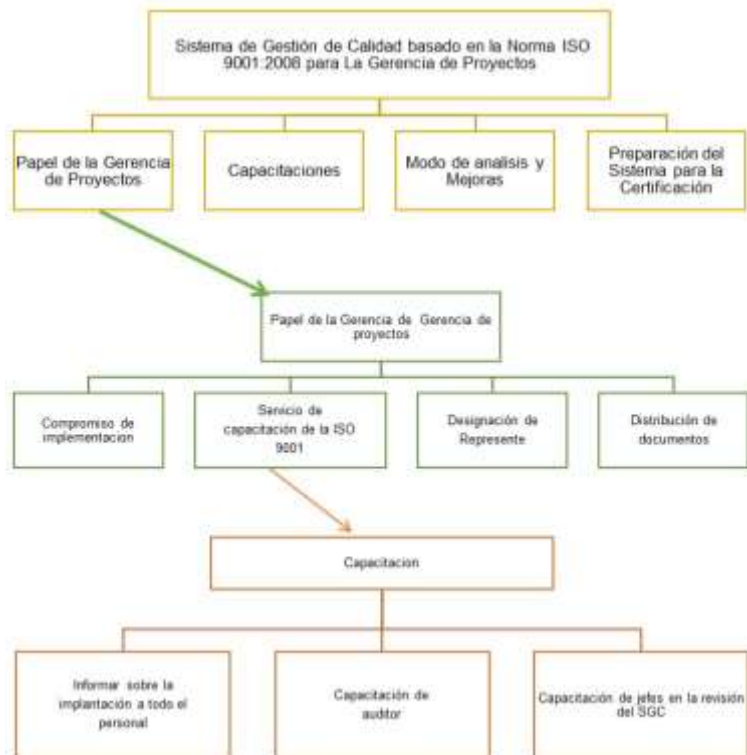 Sistema de Gestión de Calidad basado en la Norma ISO
9001:2008 para La Gerencia de Proyectos
Papel de la Gerencia
de Proyectos
Capacitaciones
Modo de analisis y
Mejoras
Preparación del
Sistema para la
Certificación
Papel de la Gerencia de Gerencia de
proyectos
Compromiso de
implementacion
Servicio de
capacitación de la ISO
9001
Designación de
Represente
Distribución de
documentos
Capacitacion
Informar sobre la
implantación a todo el
personal
Capacitación de
auditor
Capacitación de jefes en la revisión
del SGC